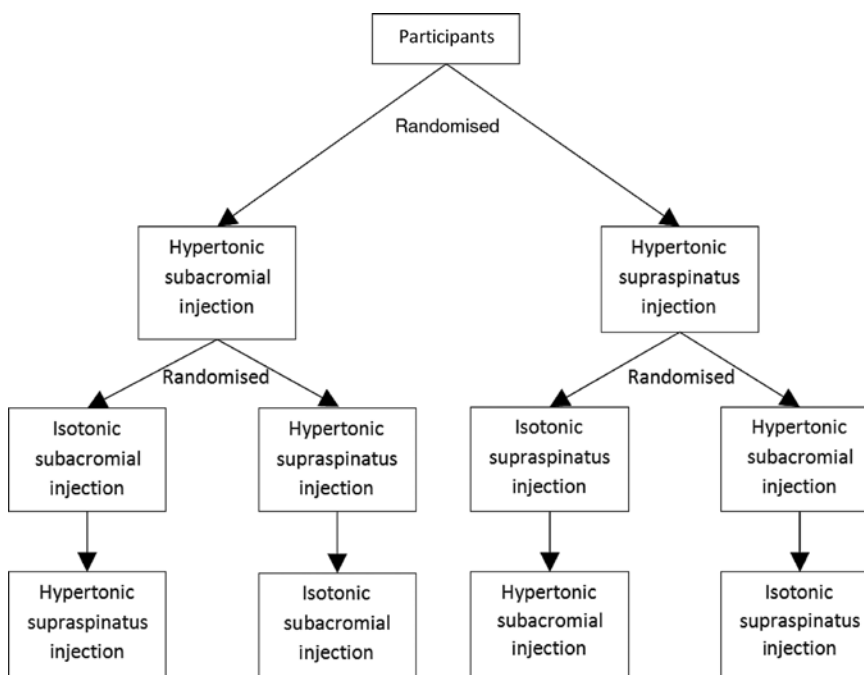 Participants
Randomised
Hypertonic
subacromial
injection
Hypertonic
supraspinatus
injection
Randomised
Randomised
Isotonic
subacromial
injection
Hypertonic
supraspinatus
injection
Isotonic
supraspinatus
injection
Hypertonic
subacromial
injection
Hypertonic
supraspinatus
injection
Isotonic
subacromial
injection
Hypertonic
subacromial
injection
Isotonic
supraspinatus
injection